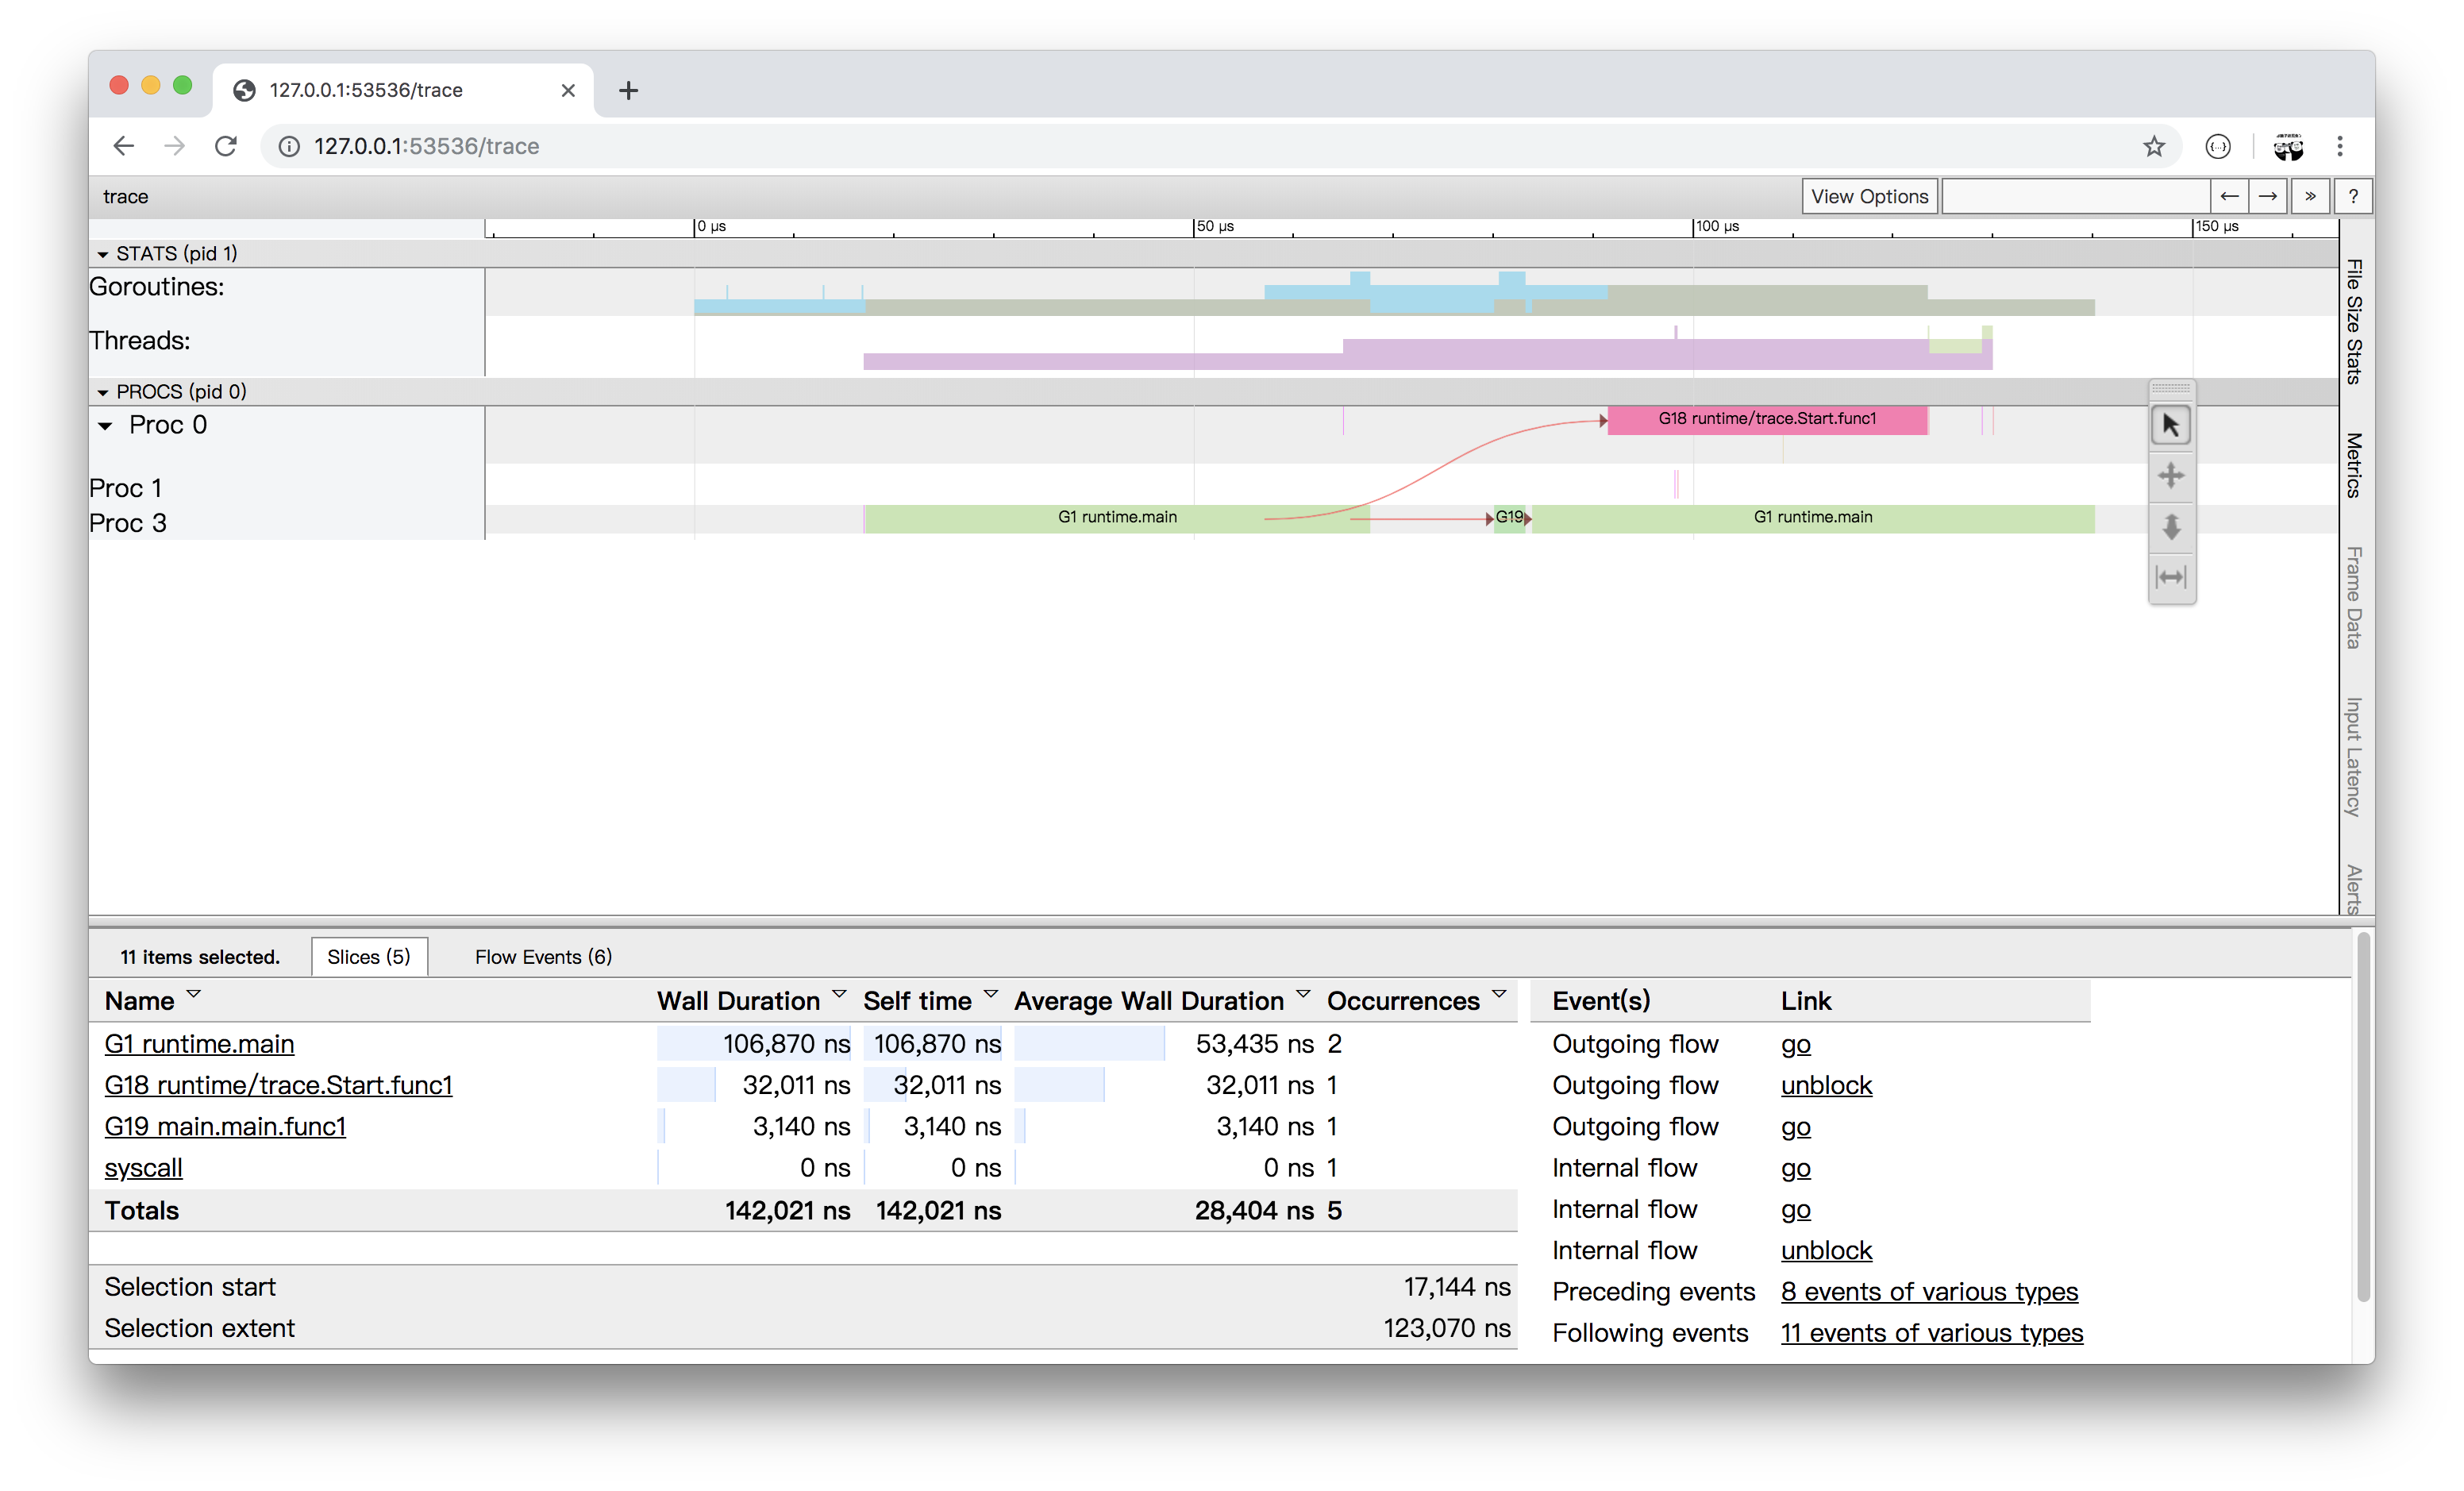 127.0.0.1:53536/trace
127.0.0.1:53536/trace
trace
View Options
?
0 µs
50 µs
100 µs
150 µs
STATS (pid 1)
Goroutines:
Threads:
PROCS (pid 0)
Proc 0
G18 runtime/trace.Start.func1
Proc 1
Proc 3
G1 runtime.main
G19
G1 runtime.main
File Size Stats
Metrics
Frame Data
Input Latency
Alerts
11 items selected.
Slices (5)
Flow Events (6)
Name Wall Duration Self time Average Wall Duration Occurrences
G1 runtime.main 106,870 ns 106,870 ns 53,435 ns 2
G18 runtime/trace.Start.func1 32,011 ns 32,011 ns 32,011 ns 1
G19 main.main.func1 3,140 ns 3,140 ns 3,140 ns 1
syscall 0 ns 0 ns 0 ns 1
Totals 142,021 ns 142,021 ns 28,404 ns 5
Selection start 17,144 ns
Selection extent 123,070 ns
Event(s) Link
Outgoing flow go
Outgoing flow unblock
Outgoing flow go
Internal flow go
Internal flow go
Internal flow unblock
Preceding events 8 events of various types
Following events 11 events of various types